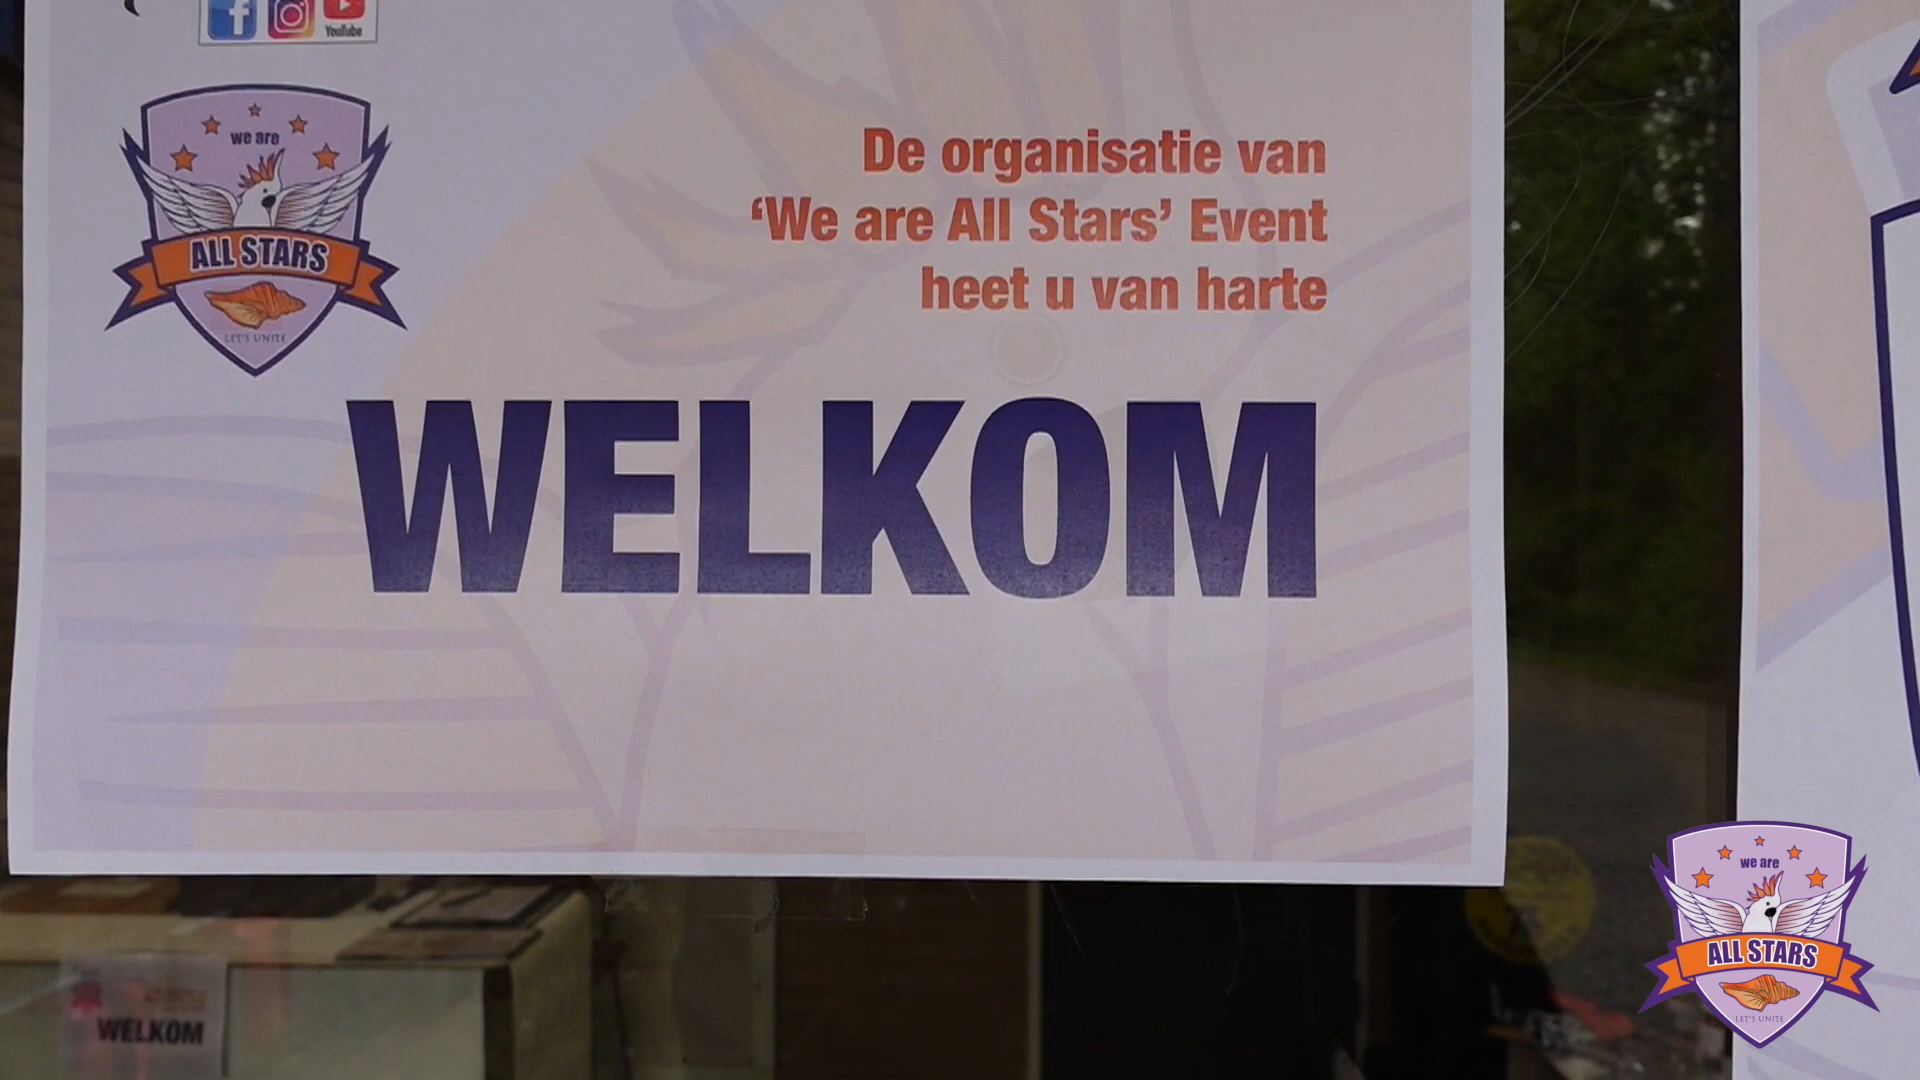 YouTube
we are
ALL STARS
LET'S UNITE
De organisatie van
‘We are All Stars’ Event
heet u van harte
WELKOM
WELKOM
we are
ALL STARS
LET'S UNITE